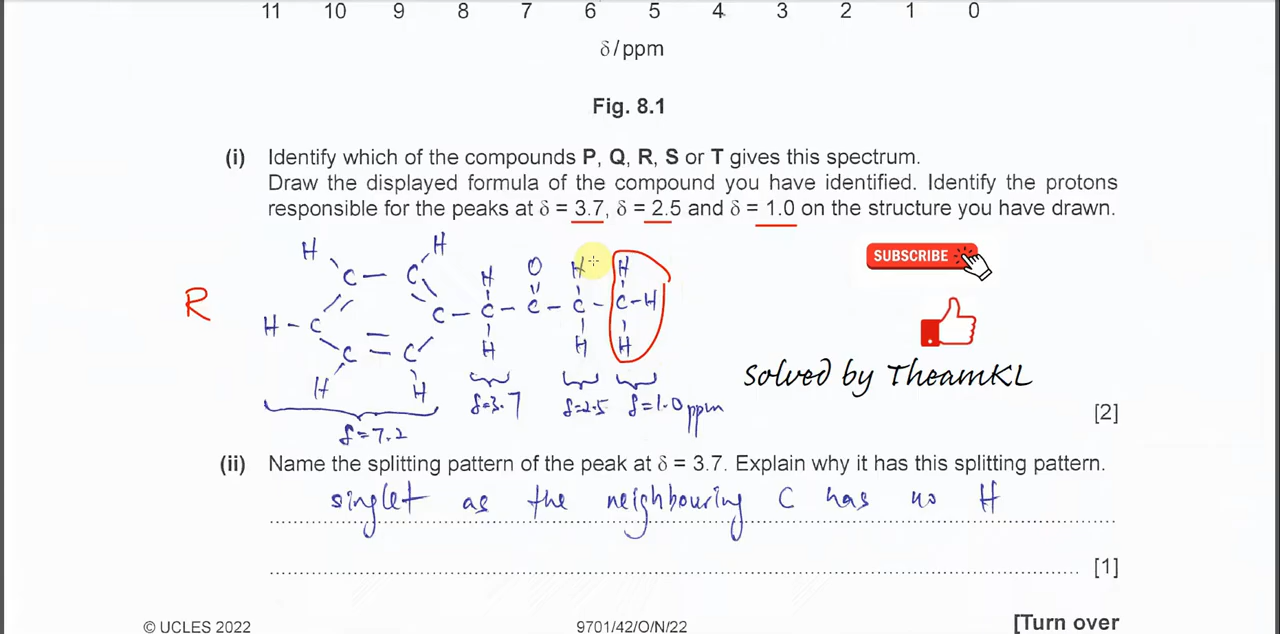 11 10 9 8 7 6 5 4 3 2 1 0
δ/ppm
Fig. 8.1
(i) Identify which of the compounds P, Q, R, S or T gives this spectrum.
Draw the displayed formula of the compound you have identified. Identify the protons
responsible for the peaks at δ = 3.7, δ = 2.5 and δ = 1.0 on the structure you have drawn.
H H
C — C H O H H
R H – C C – C – C – C – C – H
C = C H H H
H H
δ=7.2 δ=3.7 δ=2.5 δ=1.0 ppm
SUBSCRIBE
Solved by TheamKL
[2]
(ii) Name the splitting pattern of the peak at δ = 3.7. Explain why it has this splitting pattern.
singlet as the neighbouring C has no H
[1]
© UCLES 2022 9701/42/O/N/22 [Turn over